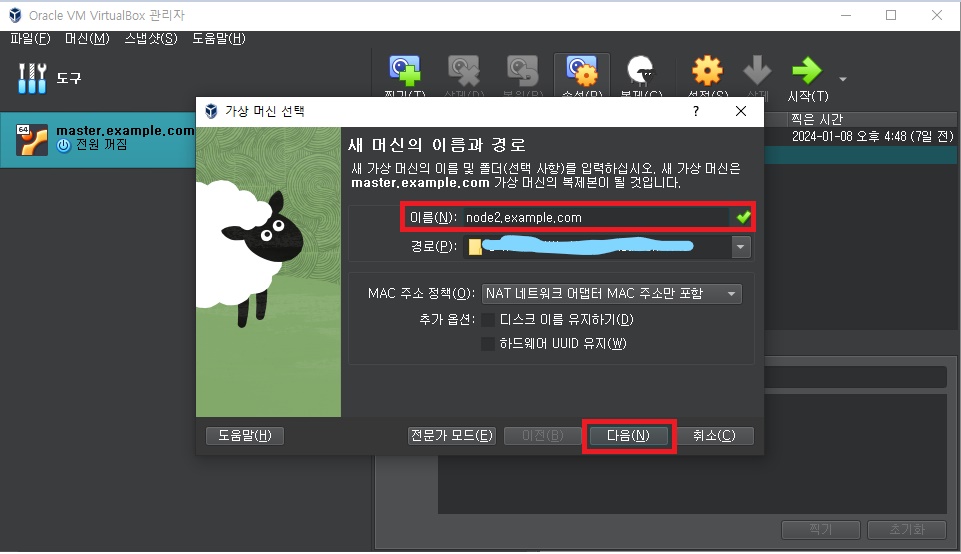 Oracle VM VirtualBox 관리자
파일(F) 머신(M) 스냅샷(S) 도움말(H)
도구
찍기(T) 삭제(D) 복원(R) 속성(P) 복제(C) 설정(S) 삭제 시작(T)
찍은 시간
64
master.example.com
전원 꺼짐
2024-01-08 오후 4:48 (7일 전)
가상 머신 선택
새 머신의 이름과 경로
새 가상 머신의 이름 및 폴더(선택 사항)를 입력하십시오. 새 가상 머신은
master.example.com 가상 머신의 복제본이 될 것입니다.
이름(N): node2.example.com
경로(P):
MAC 주소 정책(O): NAT 네트워크 어댑터 MAC 주소만 포함
추가 옵션: 디스크 이름 유지하기(D)
하드웨어 UUID 유지(W)
도움말(H) 전문가 모드(E) 이전(B) 다음(N) 취소(C)
찍기 초기화